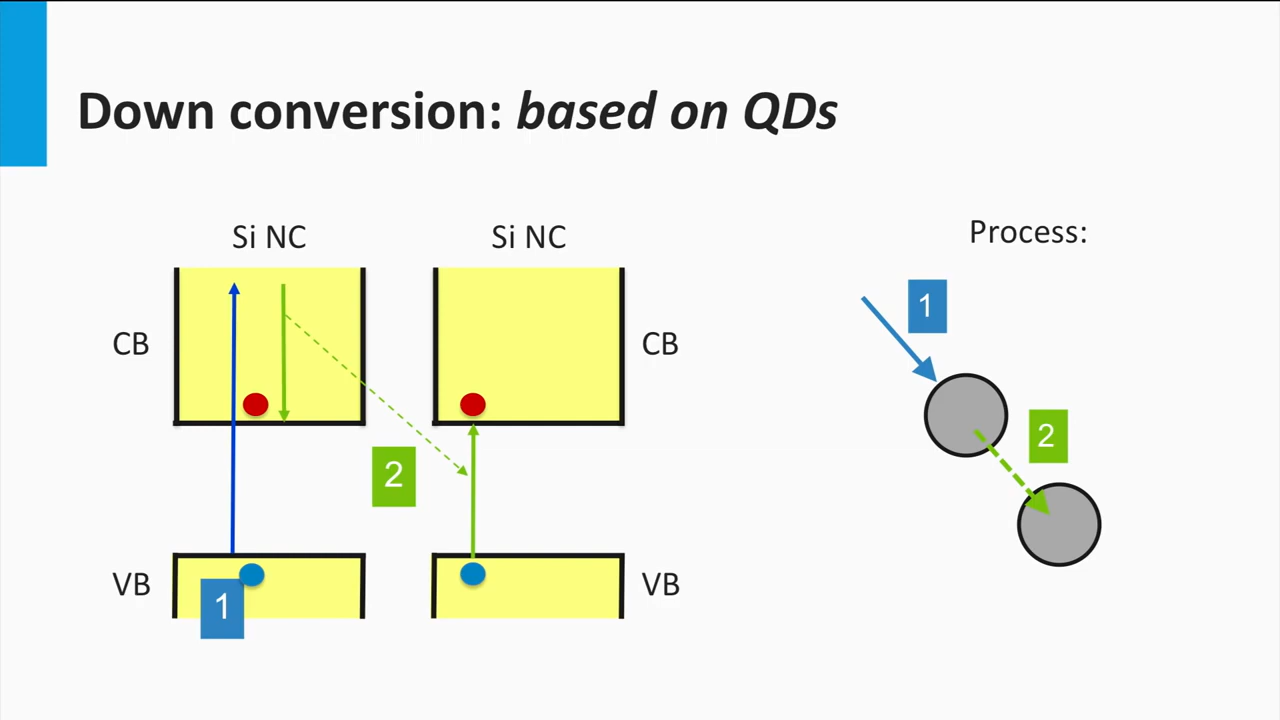 Down conversion: based on QDs
Si NC
Si NC
Process:
CB
CB
1
2
2
VB
VB
1